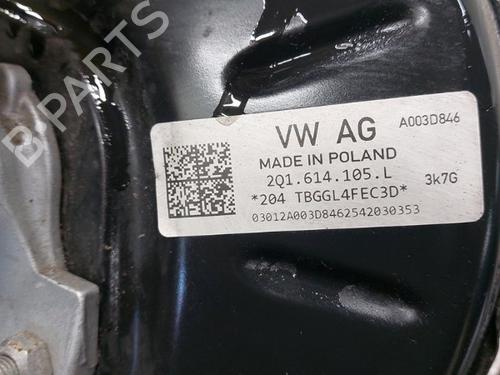 B-PARTS
VW AG A003D846
MADE IN POLAND
2Q1.614.105.L
*204 TBGGL4FEC3D* 3k7G
03012A003D8462542030353